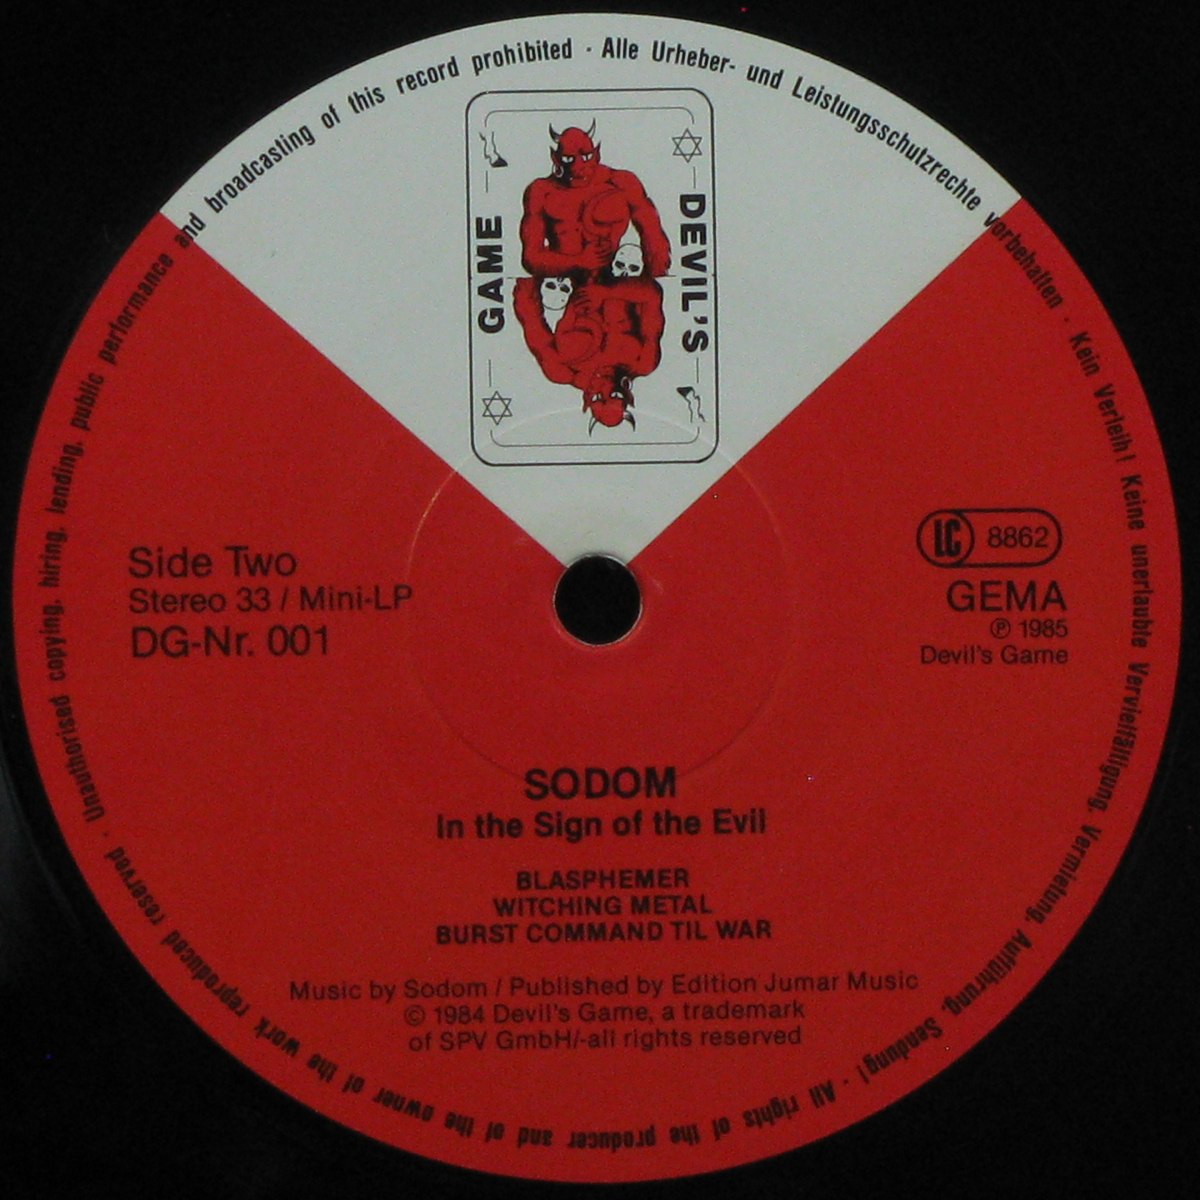 Unauthorised copying, hiring, lending, public performance and broadcasting of this record prohibited · Alle Urheber- und Leistungsschutzrechte vorbehalten · Kein Verleih! Keine unerlaubte Vervielfältigung, Vermietung, Aufführung, Sendung! · All rights of the producer and of the owner of the work reproduced reserved ·
DEVIL'S
GAME
Side Two
Stereo 33 / Mini-LP
DG-Nr. 001
LC 8862
GEMA
℗ 1985
Devil's Game
SODOM
In the Sign of the Evil
BLASPHEMER
WITCHING METAL
BURST COMMAND TIL WAR
Music by Sodom / Published by Edition Jumar Music
© 1984 Devil's Game, a trademark
of SPV GmbH/-all rights reserved